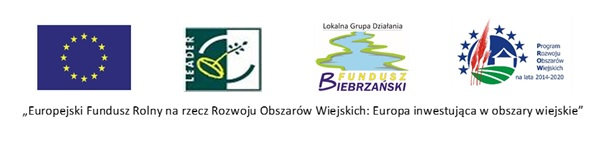 LEADER
Lokalna Grupa Działania
FUNDUSZ
BIEBRZAŃSKI
Program
Rozwoju
Obszarów
Wiejskich
na lata 2014-2020
„Europejski Fundusz Rolny na rzecz Rozwoju Obszarów Wiejskich: Europa inwestująca w obszary wiejskie”